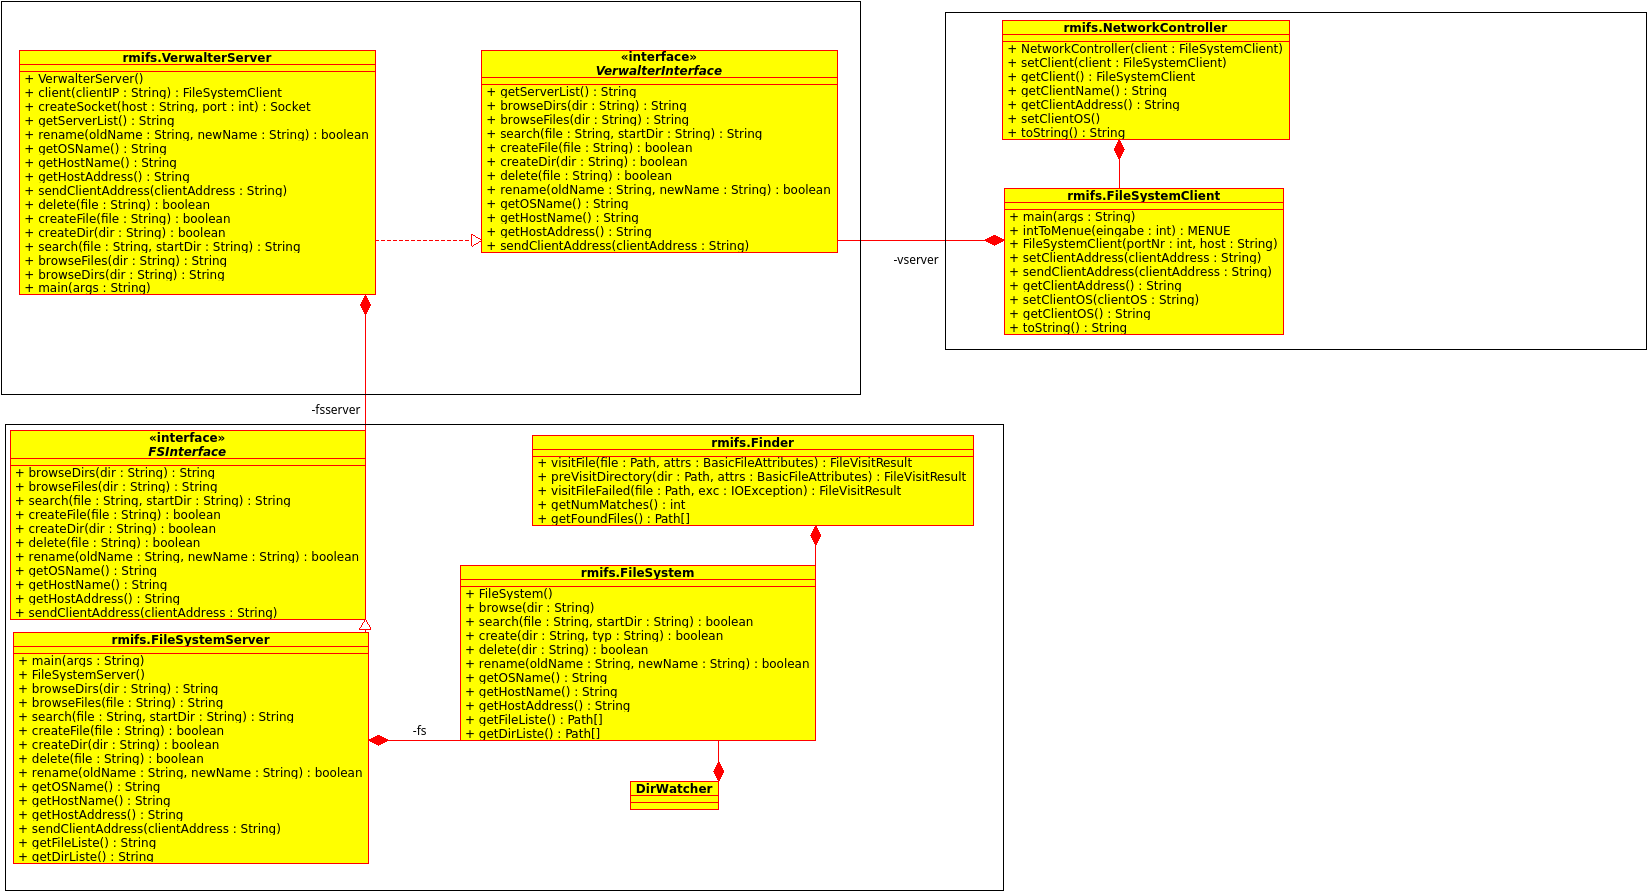 rmifs.VerwalterServer
+ VerwalterServer()
+ client(clientIP : String) : FileSystemClient
+ createSocket(host : String, port : int) : Socket
+ getServerList() : String
+ rename(oldName : String, newName : String) : boolean
+ getOSName() : String
+ getHostName() : String
+ getHostAddress() : String
+ sendClientAddress(clientAddress : String)
+ delete(file : String) : boolean
+ createFile(file : String) : boolean
+ createDir(dir : String) : boolean
+ search(file : String, startDir : String) : String
+ browseFiles(dir : String) : String
+ browseDirs(dir : String) : String
+ main(args : String)
«interface»
VerwalterInterface
+ getServerList() : String
+ browseDirs(dir : String) : String
+ browseFiles(dir : String) : String
+ search(file : String, startDir : String) : String
+ createFile(file : String) : boolean
+ createDir(dir : String) : boolean
+ delete(file : String) : boolean
+ rename(oldName : String, newName : String) : boolean
+ getOSName() : String
+ getHostName() : String
+ getHostAddress() : String
+ sendClientAddress(clientAddress : String)
-vserver
rmifs.NetworkController
+ NetworkController(client : FileSystemClient)
+ setClient(client : FileSystemClient)
+ getClient() : FileSystemClient
+ getClientName() : String
+ getClientAddress() : String
+ setClientOS()
+ toString() : String
rmifs.FileSystemClient
+ main(args : String)
+ intToMenue(eingabe : int) : MENUE
+ FileSystemClient(portNr : int, host : String)
+ setClientAddress(clientAddress : String)
+ sendClientAddress(clientAddress : String)
+ getClientAddress() : String
+ setClientOS(clientOS : String)
+ getClientOS() : String
+ toString() : String
-fsserver
«interface»
FSInterface
+ browseDirs(dir : String) : String
+ browseFiles(dir : String) : String
+ search(file : String, startDir : String) : String
+ createFile(file : String) : boolean
+ createDir(dir : String) : boolean
+ delete(file : String) : boolean
+ rename(oldName : String, newName : String) : boolean
+ getOSName() : String
+ getHostName() : String
+ getHostAddress() : String
+ sendClientAddress(clientAddress : String)
rmifs.FileSystemServer
+ main(args : String)
+ FileSystemServer()
+ browseDirs(dir : String) : String
+ browseFiles(file : String) : String
+ search(file : String, startDir : String) : String
+ createFile(file : String) : boolean
+ createDir(dir : String) : boolean
+ delete(file : String) : boolean
+ rename(oldName : String, newName : String) : boolean
+ getOSName() : String
+ getHostName() : String
+ getHostAddress() : String
+ sendClientAddress(clientAddress : String)
+ getFileListe() : String
+ getDirListe() : String
-fs
rmifs.Finder
+ visitFile(file : Path, attrs : BasicFileAttributes) : FileVisitResult
+ preVisitDirectory(dir : Path, attrs : BasicFileAttributes) : FileVisitResult
+ visitFileFailed(file : Path, exc : IOException) : FileVisitResult
+ getNumMatches() : int
+ getFoundFiles() : Path[]
rmifs.FileSystem
+ FileSystem()
+ browse(dir : String)
+ search(file : String, startDir : String) : boolean
+ create(dir : String, typ : String) : boolean
+ delete(dir : String) : boolean
+ rename(oldName : String, newName : String) : boolean
+ getOSName() : String
+ getHostName() : String
+ getHostAddress() : String
+ getFileListe() : Path[]
+ getDirListe() : Path[]
DirWatcher